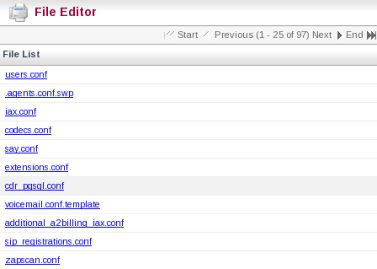 File Editor
Start Previous (1 - 25 of 97) Next End
File List
users.conf
.agents.conf.swp
iax.conf
codecs.conf
say.conf
extensions.conf
cdr_pgsql.conf
voicemail.conf.template
additional_a2billing_iax.conf
sip_registrations.conf
zapscan.conf